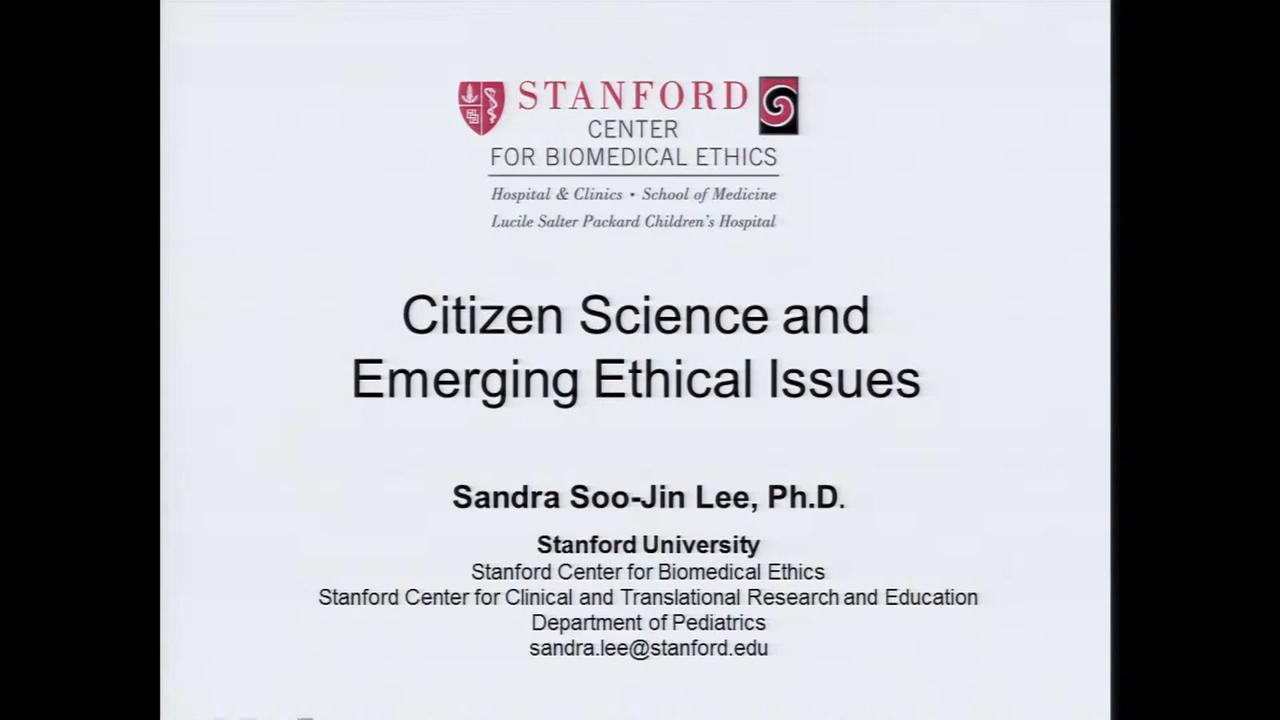 STANFORD
CENTER
FOR BIOMEDICAL ETHICS
Hospital & Clinics • School of Medicine
Lucile Salter Packard Children's Hospital
Citizen Science and
Emerging Ethical Issues
Sandra Soo-Jin Lee, Ph.D.
Stanford University
Stanford Center for Biomedical Ethics
Stanford Center for Clinical and Translational Research and Education
Department of Pediatrics
sandra.lee@stanford.edu